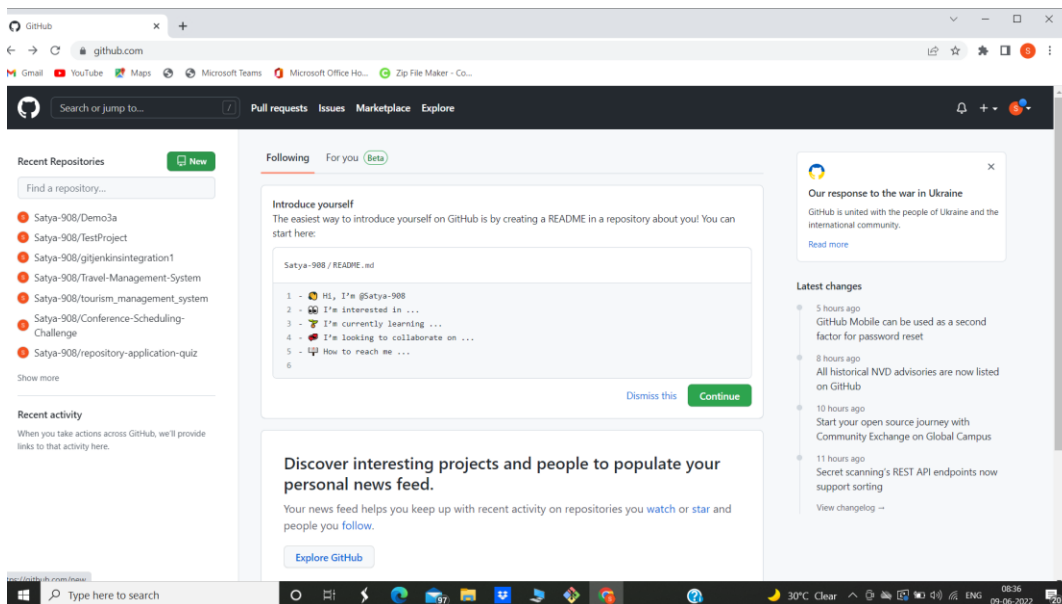 GitHub
github.com
Gmail YouTube Maps Microsoft Teams Microsoft Office Ho... Zip File Maker - Co...
S
Search or jump to... / Pull requests Issues Marketplace Explore
Recent Repositories New
Find a repository...
Satya-908/Demo3a
Satya-908/TestProject
Satya-908/gitjenkinsintegration1
Satya-908/Travel-Management-System
Satya-908/tourism_management_system
Satya-908/Conference-Scheduling-
Challenge
Satya-908/repository-application-quiz
Show more
Recent activity
When you take actions across GitHub, we'll provide
links to that activity here.
Following For you Beta
Introduce yourself
The easiest way to introduce yourself on GitHub is by creating a README in a repository about you! You can
start here:
Satya-908/README.md
1 - Hi, I'm @Satya-908
2 - I'm interested in ...
3 - I'm currently learning ...
4 - I'm looking to collaborate on ...
5 - How to reach me ...
6
Dismiss this Continue
Discover interesting projects and people to populate your
personal news feed.
Your news feed helps you keep up with recent activity on repositories you watch or star and
people you follow.
Explore GitHub
Our response to the war in Ukraine
GitHub is united with the people of Ukraine and the
international community.
Read more
Latest changes
5 hours ago
GitHub Mobile can be used as a second
factor for password reset
8 hours ago
All historical NVD advisories are now listed
on GitHub
10 hours ago
Start your open source journey with
Community Exchange on Global Campus
11 hours ago
Secret scanning's REST API endpoints now
support sorting
View changelog →
Type here to search
97
30°C Clear ENG
08:36
09-06-2022
20